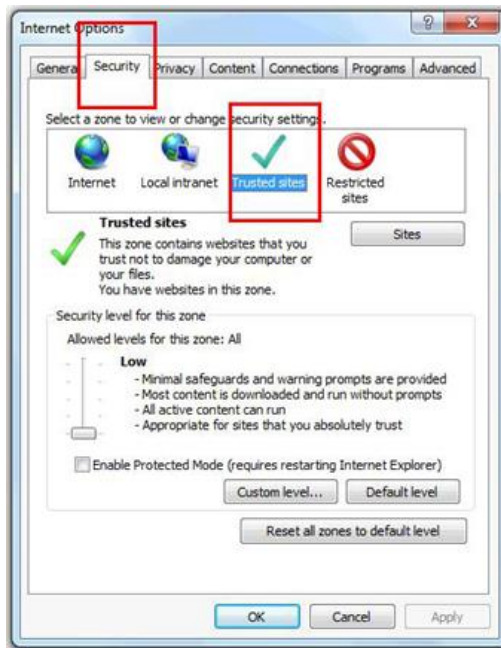 Internet Options
General Security Privacy Content Connections Programs Advanced
Select a zone to view or change security settings.
Internet Local intranet Trusted sites Restricted
sites
Trusted sites
Sites
This zone contains websites that you
trust not to damage your computer or
your files.
You have websites in this zone.
Security level for this zone
Allowed levels for this zone: All
Low
- Minimal safeguards and warning prompts are provided
- Most content is downloaded and run without prompts
- All active content can run
- Appropriate for sites that you absolutely trust
Enable Protected Mode (requires restarting Internet Explorer)
Custom level... Default level
Reset all zones to default level
OK Cancel Apply